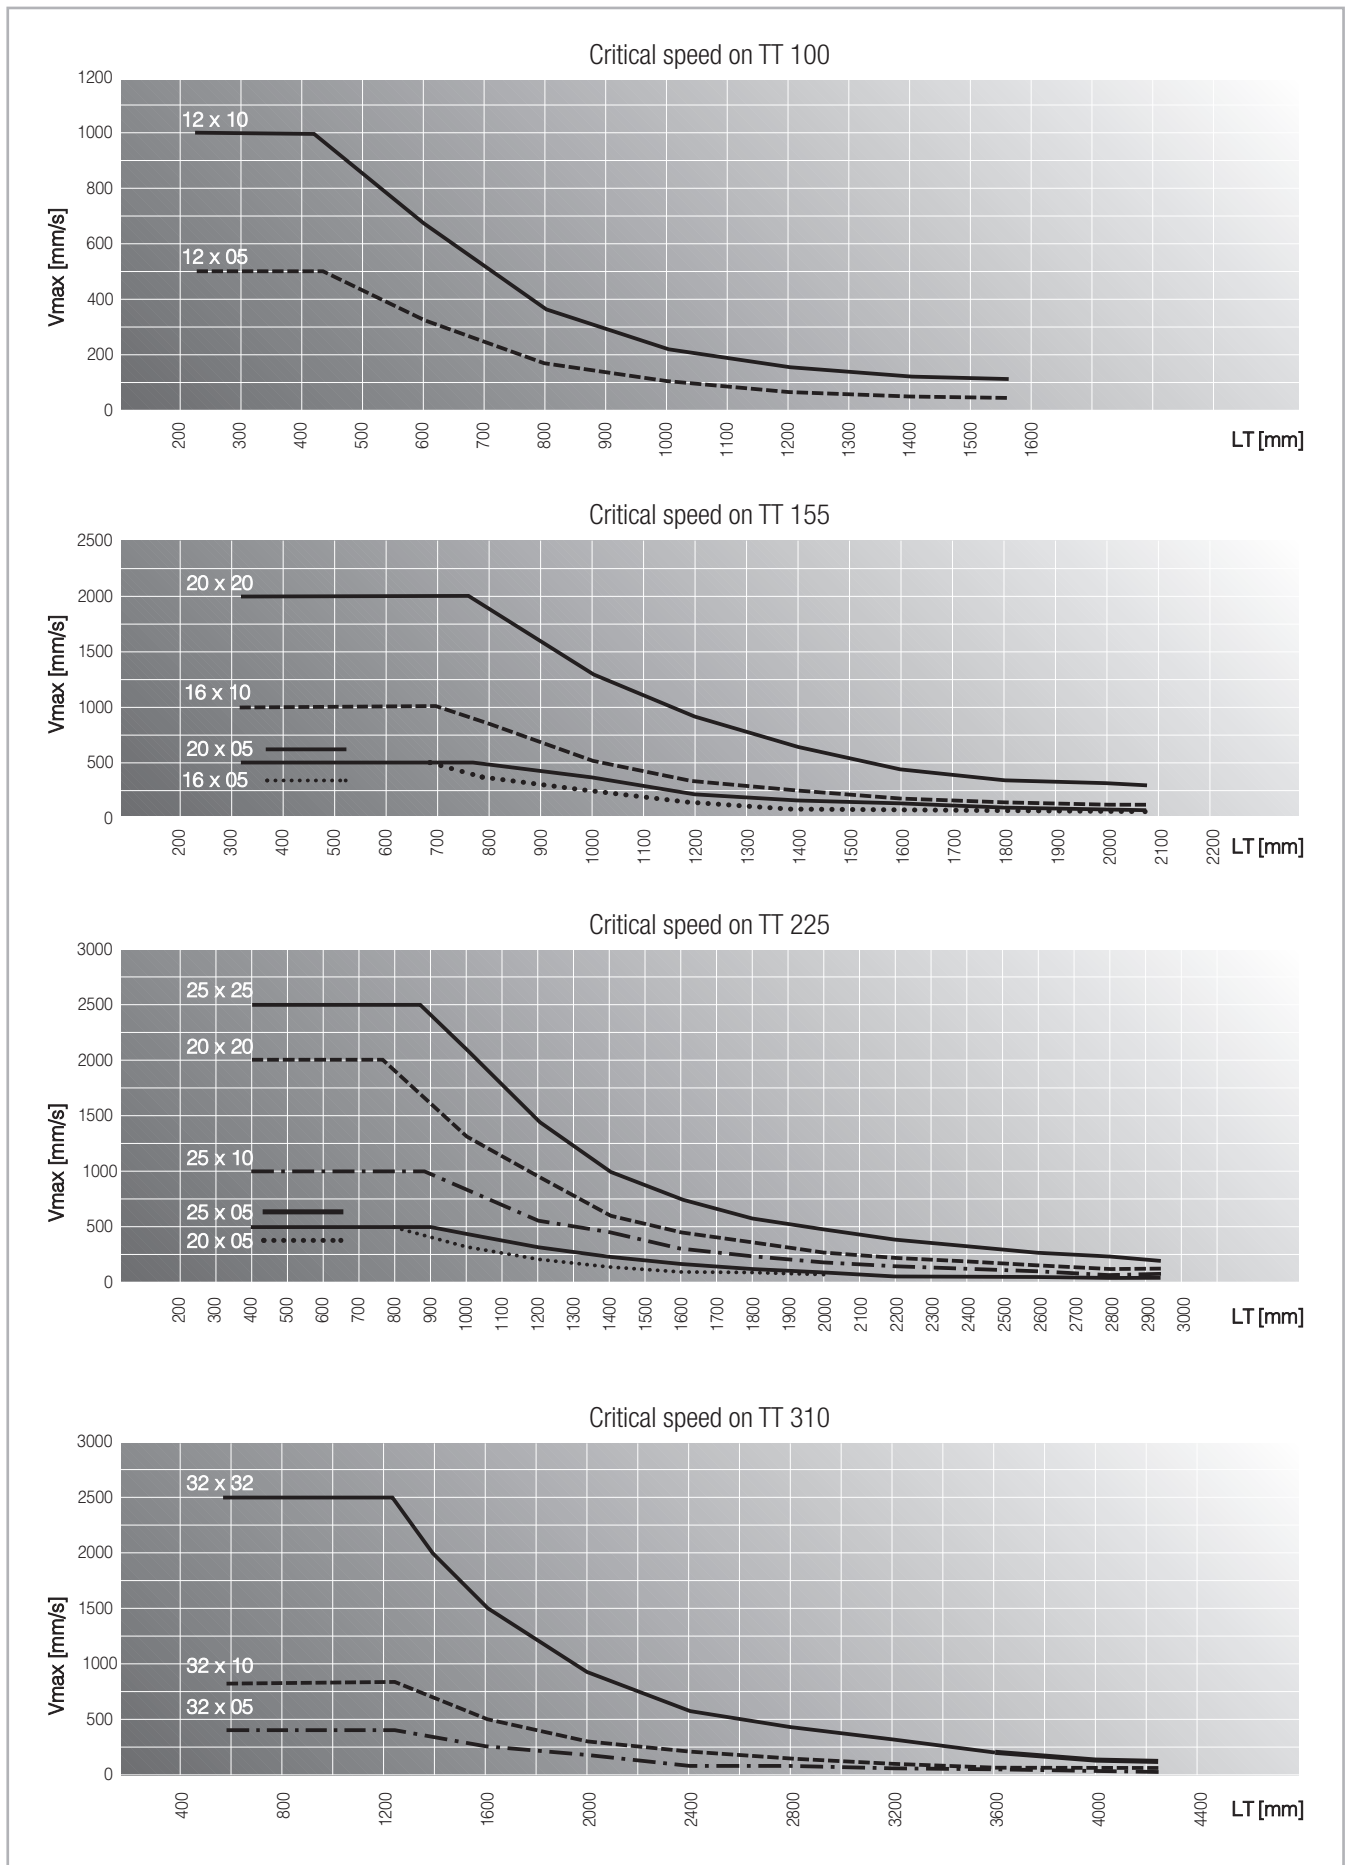 Critical speed on TT 100
1200
1000
800
600
400
200
0
Vmax [mm/s]
12 x 10
12 x 05
200 300 400 500 600 700 800 900 1000 1100 1200 1300 1400 1500 1600
LT [mm]
Critical speed on TT 155
2500
2000
1500
1000
500
0
Vmax [mm/s]
20 x 20
16 x 10
20 x 05
16 x 05
200 300 400 500 600 700 800 900 1000 1100 1200 1300 1400 1500 1600 1700 1800 1900 2000 2100 2200
LT [mm]
Critical speed on TT 225
3000
2500
2000
1500
1000
500
0
Vmax [mm/s]
25 x 25
20 x 20
25 x 10
25 x 05
20 x 05
200 300 400 500 600 700 800 900 1000 1100 1200 1300 1400 1500 1600 1700 1800 1900 2000 2100 2200 2300 2400 2500 2600 2700 2800 2900 3000
LT [mm]
Critical speed on TT 310
3000
2500
2000
1500
1000
500
0
Vmax [mm/s]
32 x 32
32 x 10
32 x 05
400 800 1200 1600 2000 2400 2800 3200 3600 4000 4400
LT [mm]